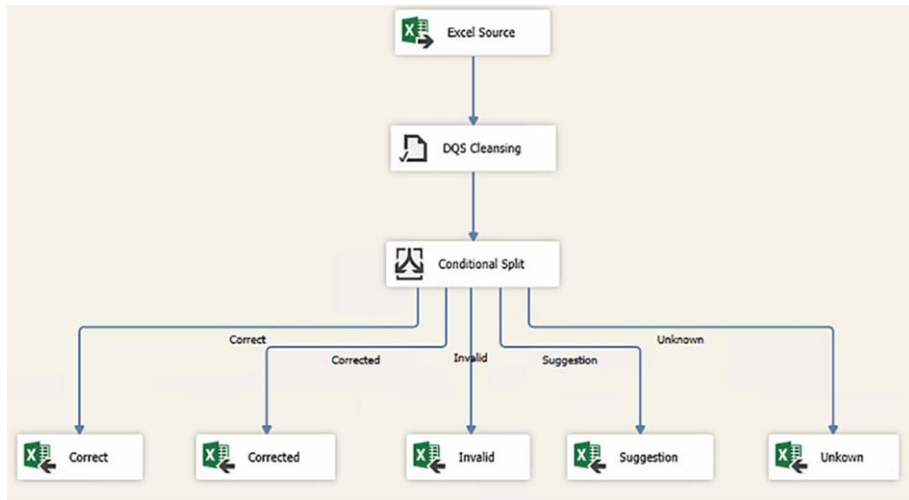 Excel Source
DQS Cleansing
Conditional Split
Correct
Corrected
Invalid
Suggestion
Unknown
Correct
Corrected
Invalid
Suggestion
Unkown